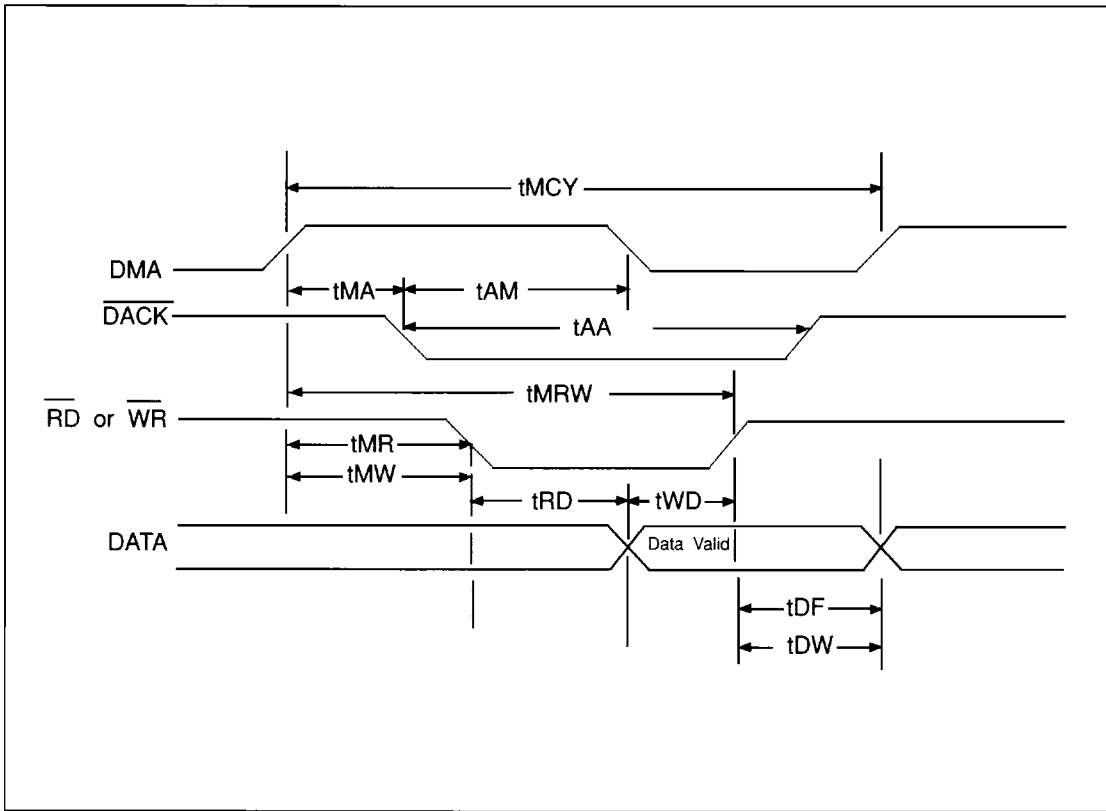 tMCY
DMA
tMA tAM
DACK
tAA
tMRW
RD or WR
tMR
tMW
tRD tWD
DATA
Data Valid
tDF
tDW